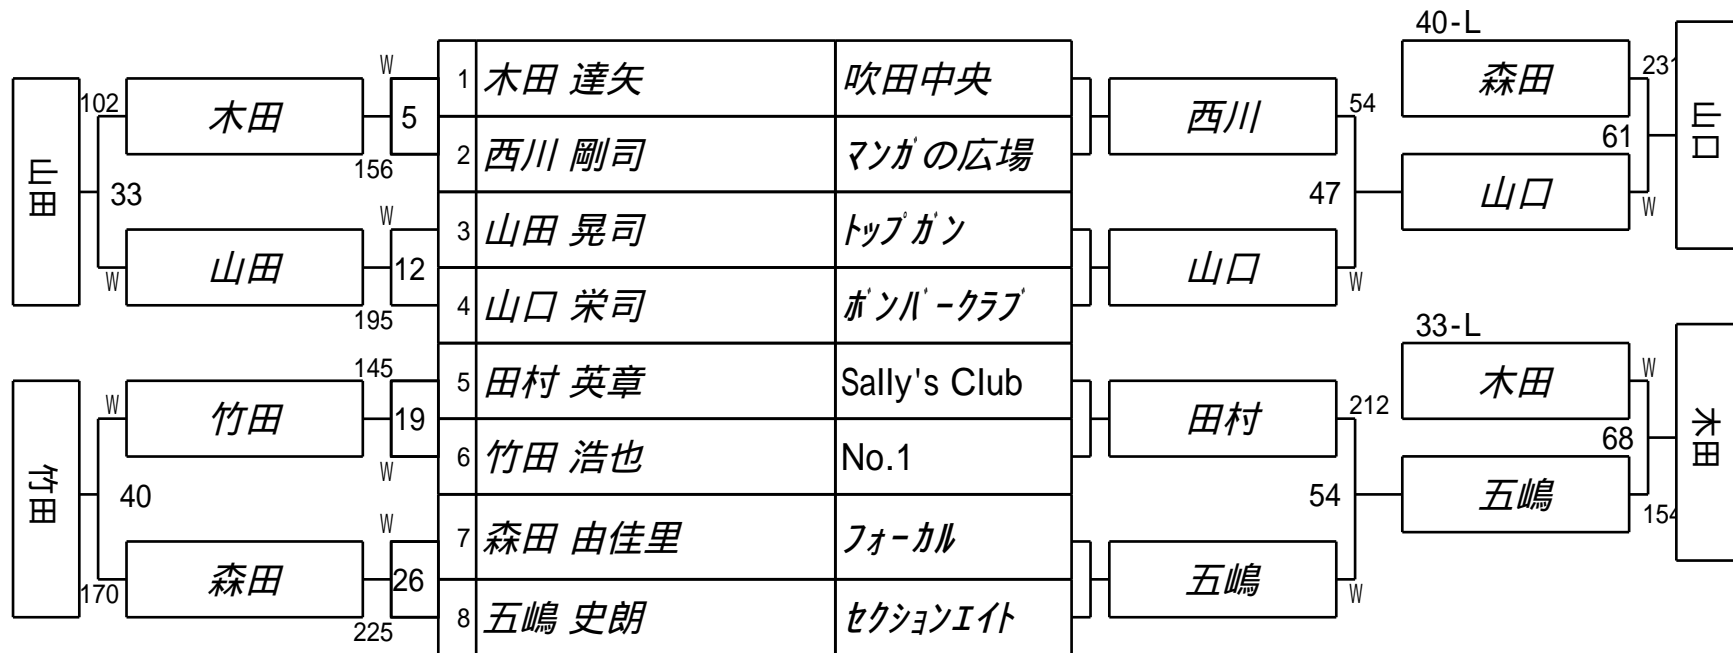 40-L
W
1 木田 達矢 吹田中央
森田 231
102 木田 5
西川 54
山口
61
156 2 西川 剛司 マンガの広場
山田 33
47 山口 W
W
3 山田 晃司 トップガン
W 山田 12
山口 W
195 4 山口 栄司 ボンバークラブ
33-L
145
5 田村 英章 Sally's Club
木田 W
W 竹田 19
田村 212
木田
68
W 6 竹田 浩也 No.1
竹田 40
54 五嶋 154
W
7 森田 由佳里 フォーカル
170 森田 26
五嶋 W
225 8 五嶋 史朗 セクションエイト